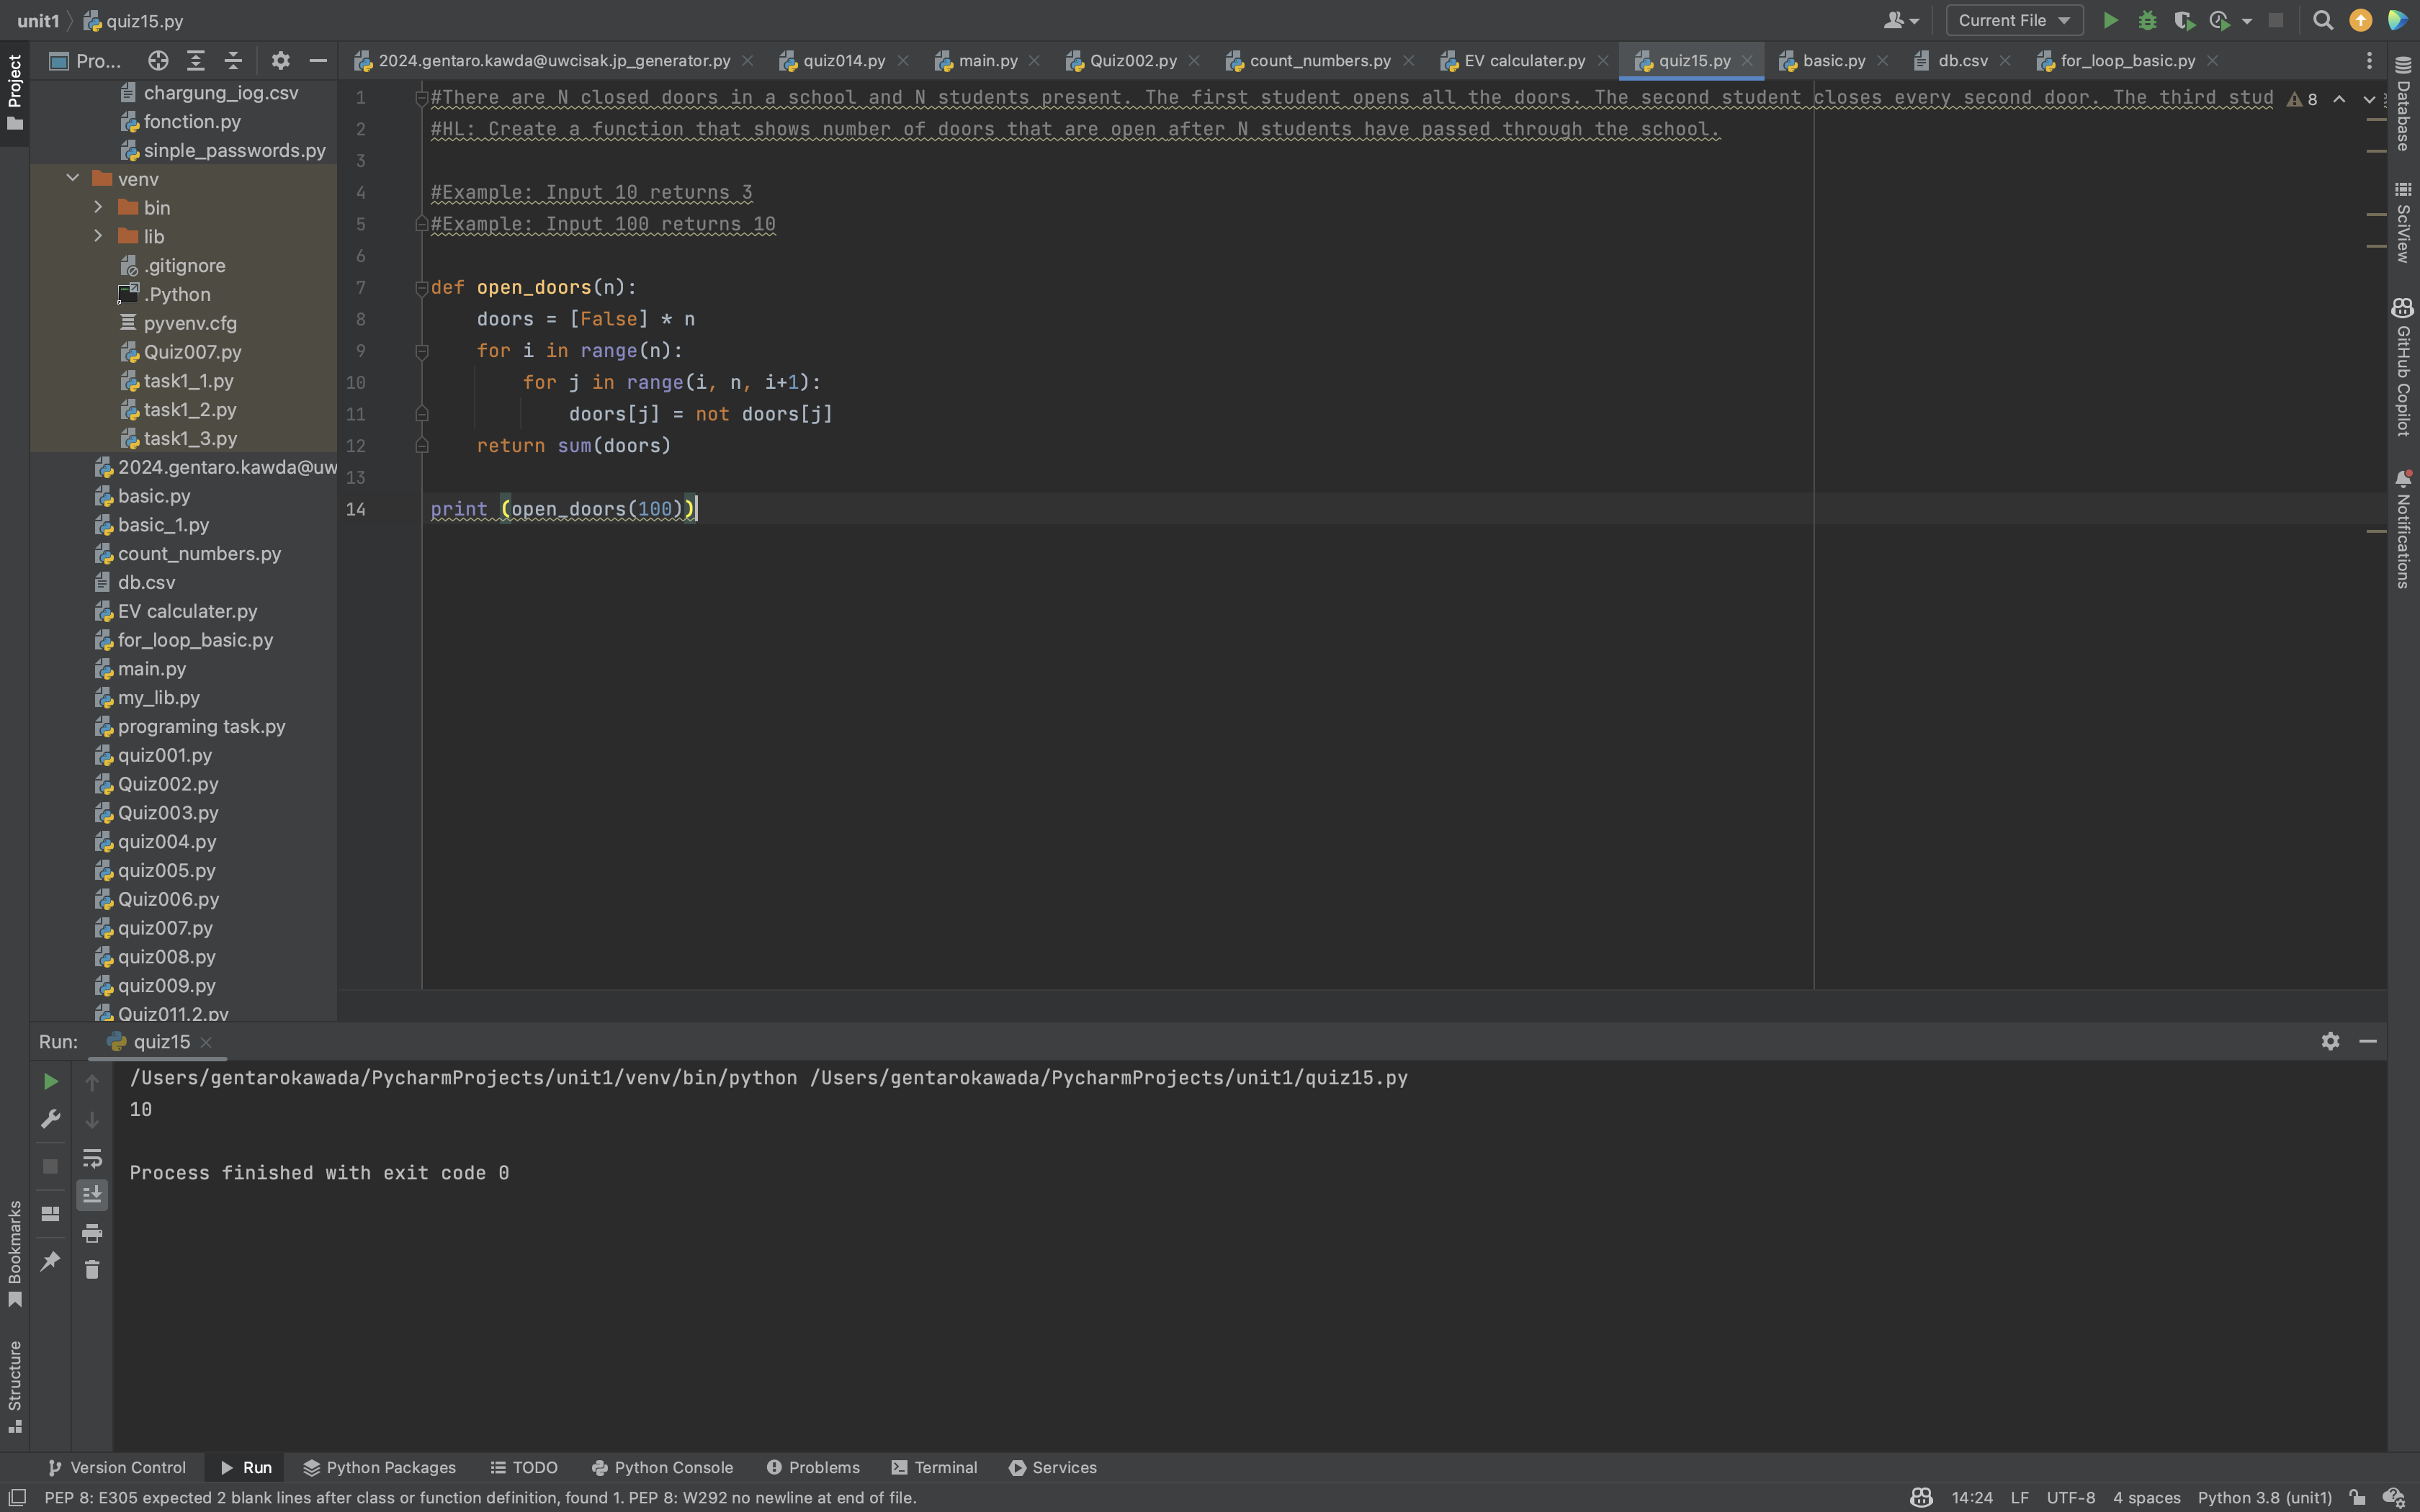 unit1 quiz15.py
Current File
Pro...
2024.gentaro.kawda@uwcisak.jp_generator.py
quiz014.py
main.py
Quiz002.py
count_numbers.py
EV calculater.py
quiz15.py
basic.py
db.csv
for_loop_basic.py
Project
chargung_iog.csv
fonction.py
sinple_passwords.py
venv
bin
lib
.gitignore
.Python
pyvenv.cfg
Quiz007.py
task1_1.py
task1_2.py
task1_3.py
2024.gentaro.kawda@uw
basic.py
basic_1.py
count_numbers.py
db.csv
EV calculater.py
for_loop_basic.py
main.py
my_lib.py
programing task.py
quiz001.py
Quiz002.py
Quiz003.py
quiz004.py
quiz005.py
Quiz006.py
quiz007.py
quiz008.py
quiz009.py
Quiz011.2.py
1 #There are N closed doors in a school and N students present. The first student opens all the doors. The second student closes every second door. The third stud
8
2 #HL: Create a function that shows number of doors that are open after N students have passed through the school.
3
4 #Example: Input 10 returns 3
5 #Example: Input 100 returns 10
6
7 def open_doors(n):
8 doors = [False] * n
9 for i in range(n):
10 for j in range(i, n, i+1):
11 doors[j] = not doors[j]
12 return sum(doors)
13
14 print (open_doors(100))
Database
SciView
GitHub Copilot
Notifications
Run: quiz15
/Users/gentarokawada/PycharmProjects/unit1/venv/bin/python /Users/gentarokawada/PycharmProjects/unit1/quiz15.py
10
Process finished with exit code 0
Bookmarks
Structure
Version Control Run Python Packages TODO Python Console Problems Terminal Services
PEP 8: E305 expected 2 blank lines after class or function definition, found 1. PEP 8: W292 no newline at end of file.
14:24 LF UTF-8 4 spaces Python 3.8 (unit1)